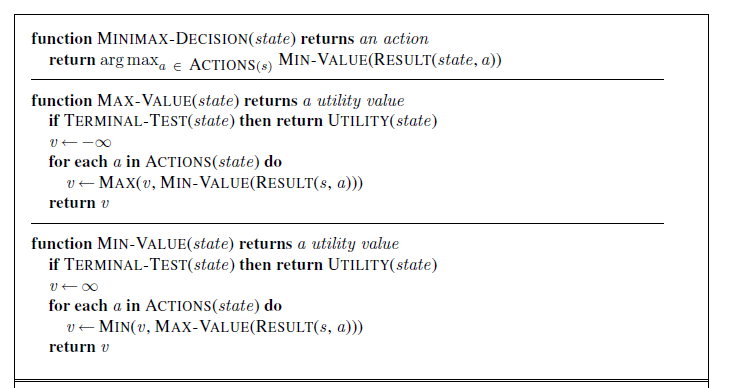 function MINIMAX-DECISION(state) returns an action
return arg max a ∈ ACTIONS(s) MIN-VALUE(RESULT(state, a))
function MAX-VALUE(state) returns a utility value
if TERMINAL-TEST(state) then return UTILITY(state)
v ← −∞
for each a in ACTIONS(state) do
v ← MAX(v, MIN-VALUE(RESULT(s, a)))
return v
function MIN-VALUE(state) returns a utility value
if TERMINAL-TEST(state) then return UTILITY(state)
v ← ∞
for each a in ACTIONS(state) do
v ← MIN(v, MAX-VALUE(RESULT(s, a)))
return v